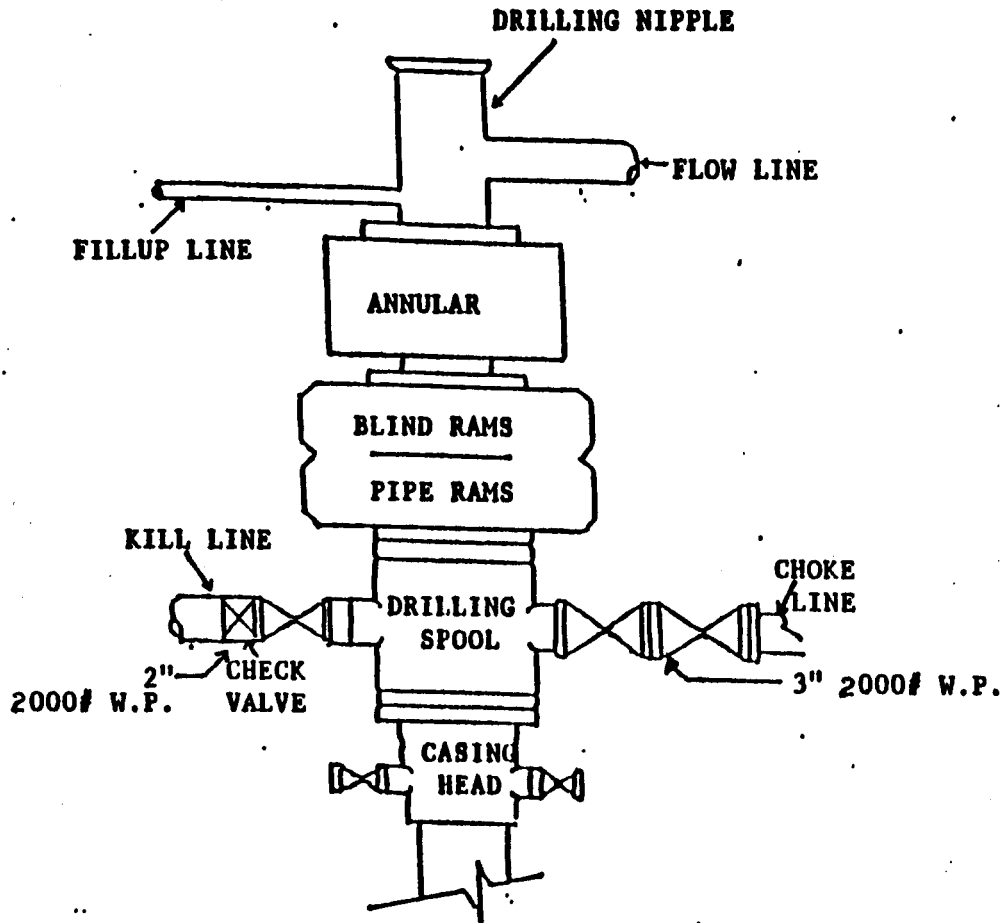 DRILLING NIPPLE
FLOW LINE
FILLUP LINE
ANNULAR
BLIND RAMS
PIPE RAMS
KILL LINE
CHOKE
LINE
DRILLING
SPOOL
2"
2000# W.P.
CHECK
VALVE
3" 2000# W.P.
CASING
HEAD